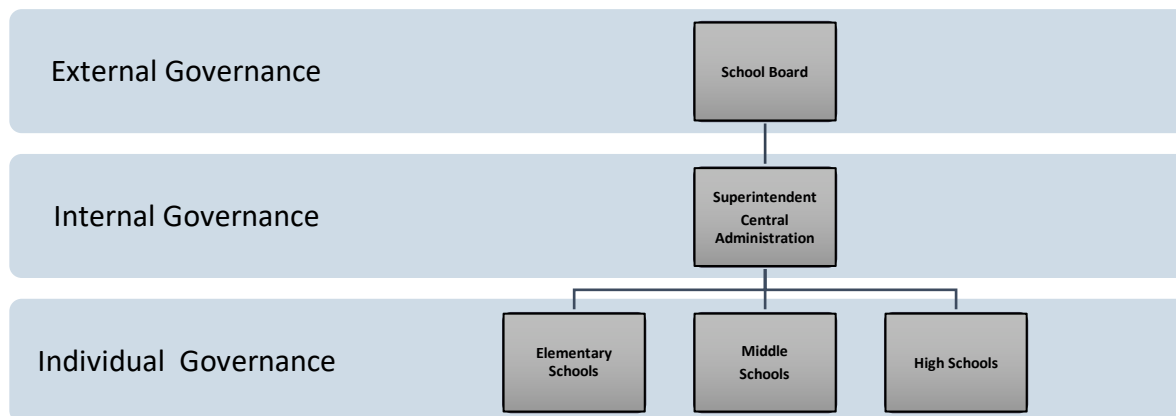 External Governance
School Board
Internal Governance
Superintendent
Central
Administration
Individual  Governance
Elementary
Schools
Middle
Schools
High Schools